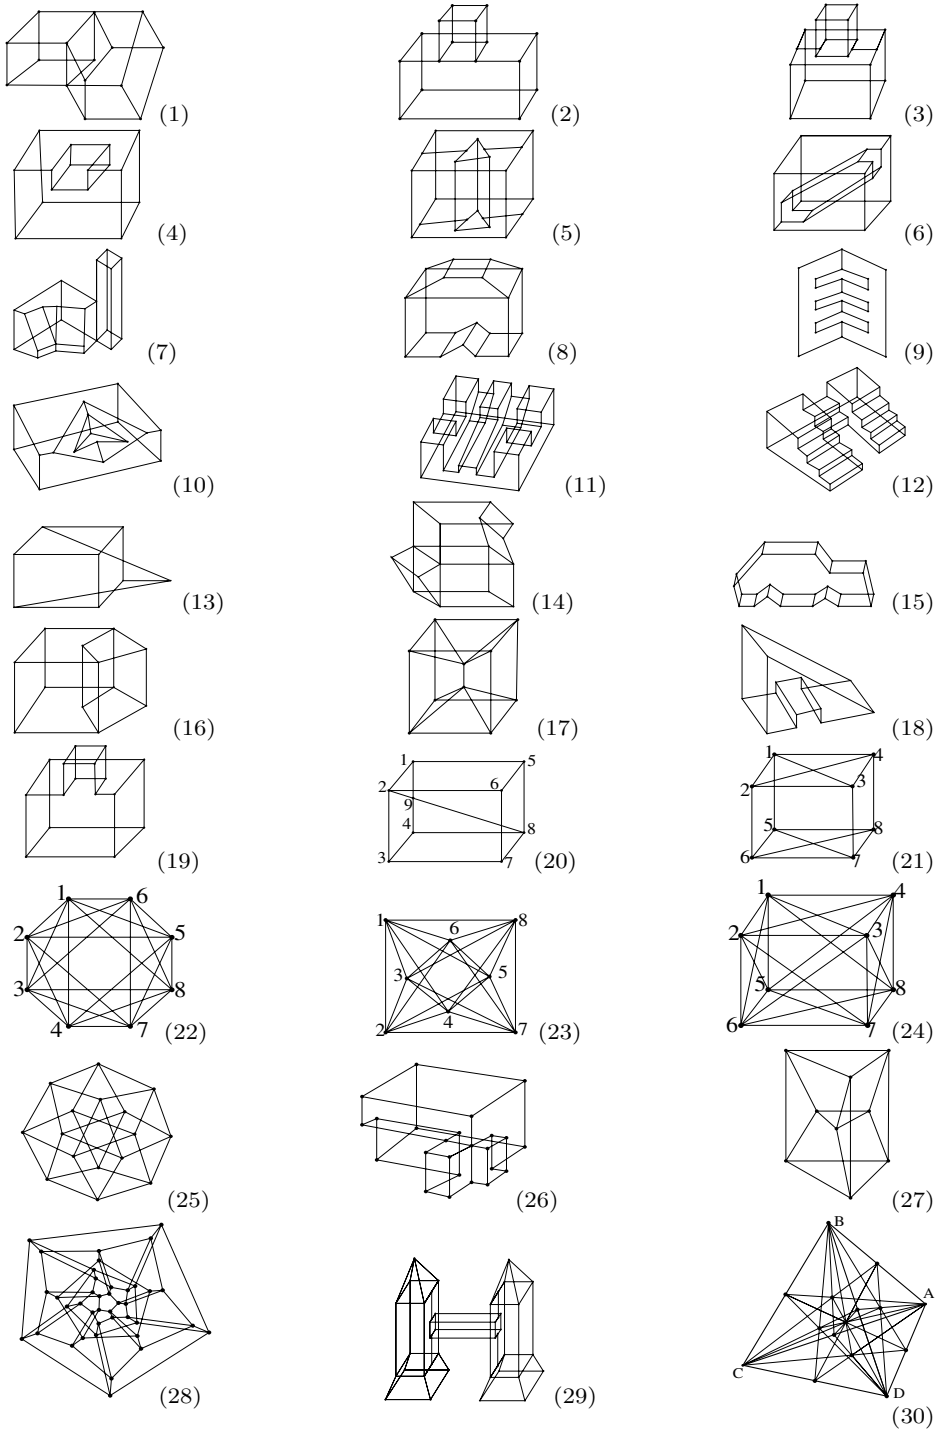 (1) (2) (3)
(4) (5) (6)
(7) (8) (9)
(10) (11) (12)
(13) (14) (15)
(16) (17) (18)
1 5 1 4
2 6 2 3
9
4 8 5 8
3 7 6 7
(19) (20) (21)
1 6 1 8 1 4
2 5 6 2 3
3 8 3 5 5 8
4 7 2 4 7 6 7
(22) (23) (24)
(25) (26) (27)
B
A
C
D
(28) (29) (30)